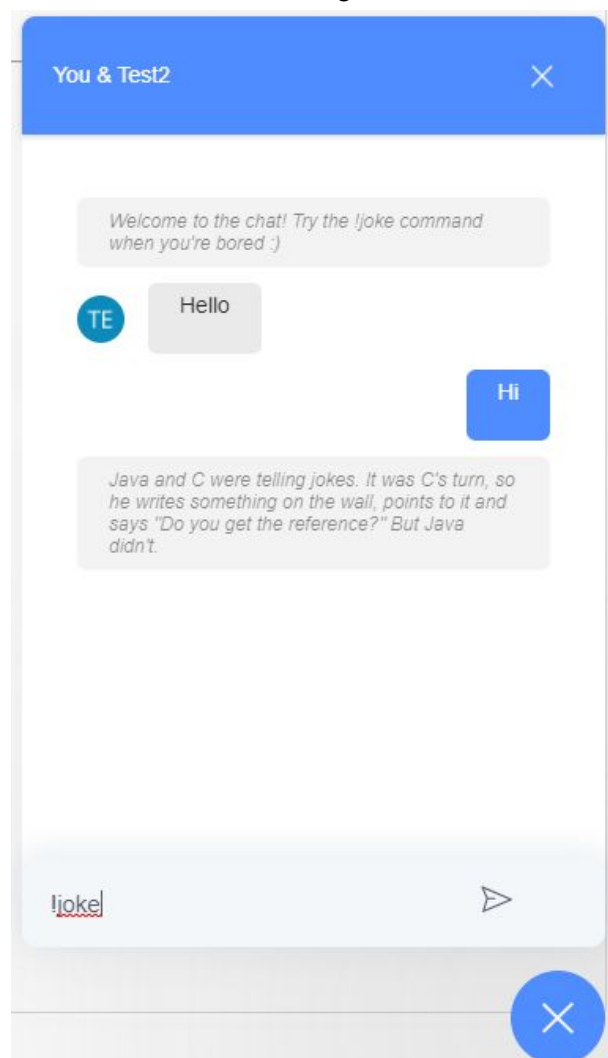 You & Test2
Welcome to the chat! Try the !joke command
when you're bored :)
TE
Hello
Hi
Java and C were telling jokes. It was C's turn, so
he writes something on the wall, points to it and
says "Do you get the reference?" But Java
didn't.
!joke